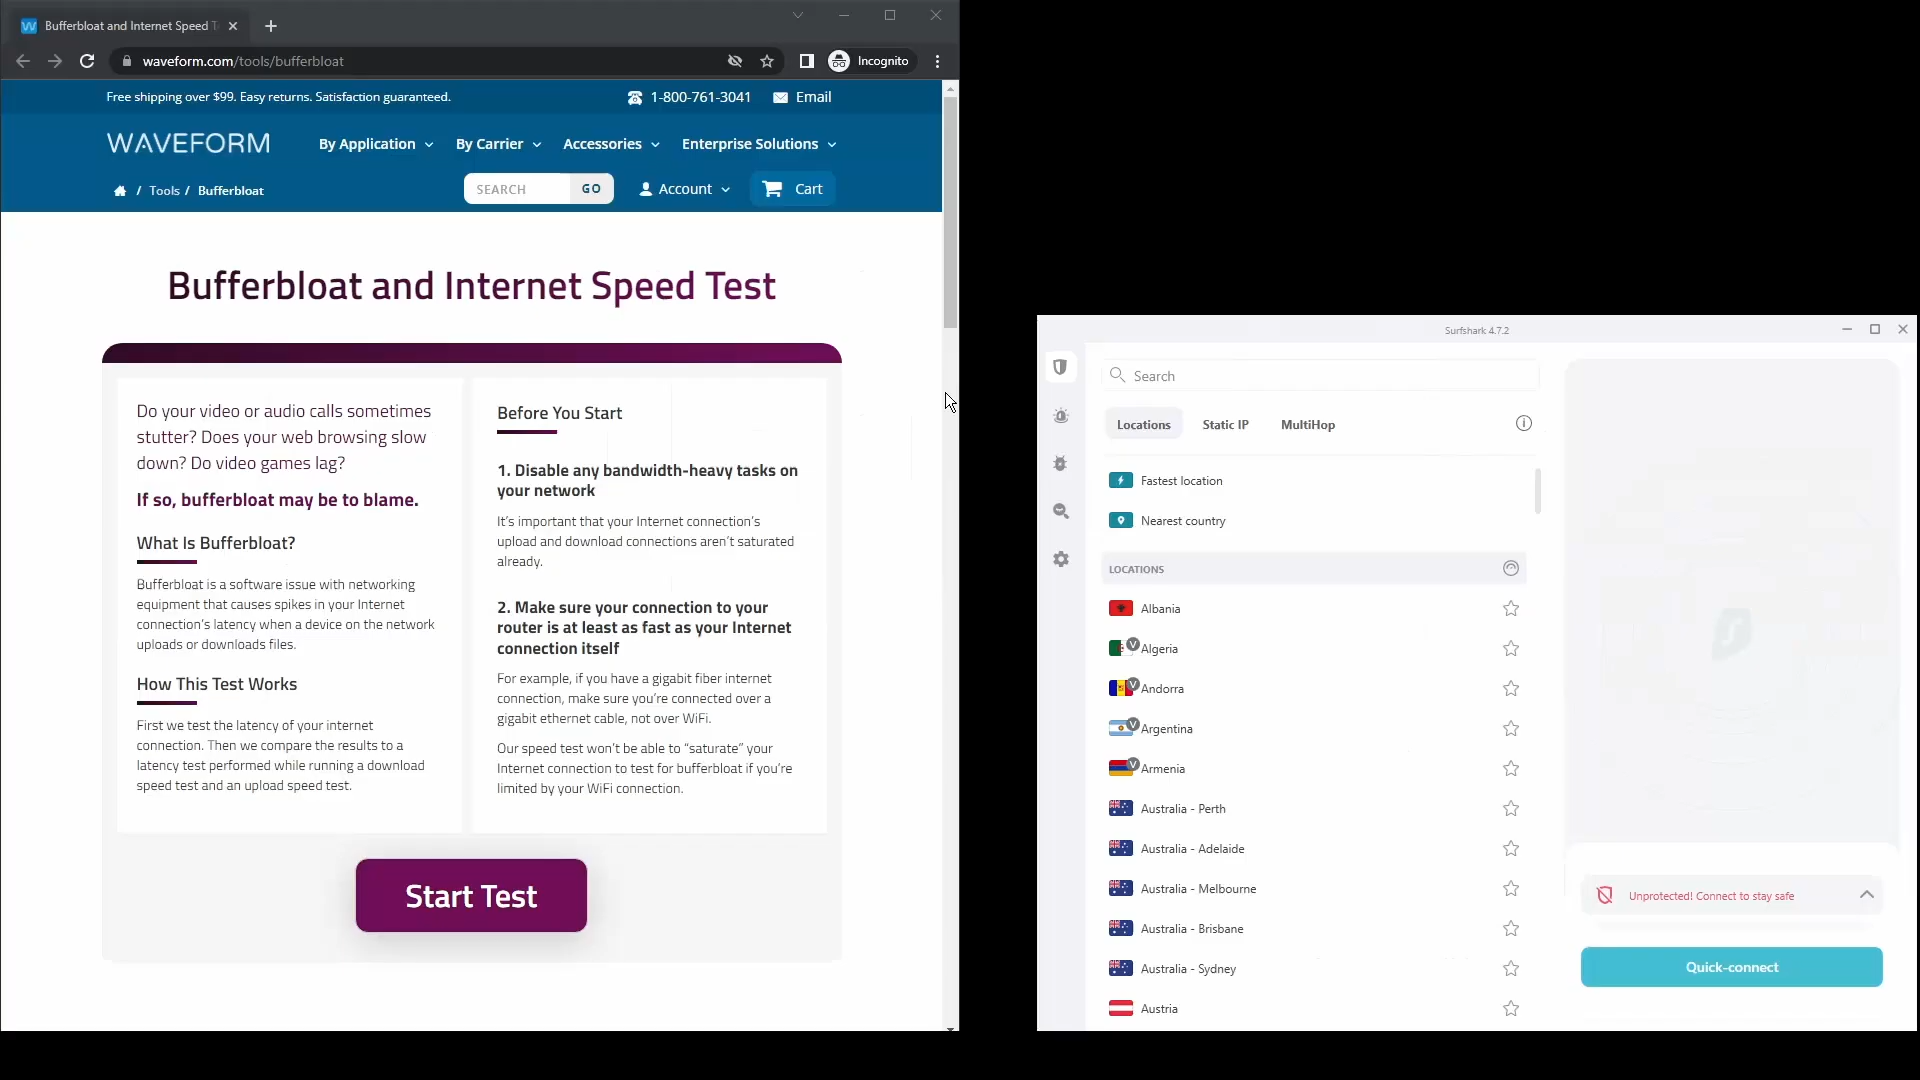 Bufferbloat and Internet Speed T
waveform.com/tools/bufferbloat
Incognito
Free shipping over $99. Easy returns. Satisfaction guaranteed.
1-800-761-3041
Email
WAVEFORM
By Application
By Carrier
Accessories
Enterprise Solutions
/ Tools / Bufferbloat
SEARCH
GO
Account
Cart
Bufferbloat and Internet Speed Test
Do your video or audio calls sometimes
stutter? Does your web browsing slow
down? Do video games lag?
If so, bufferbloat may be to blame.
What Is Bufferbloat?
Bufferbloat is a software issue with networking
equipment that causes spikes in your Internet
connection's latency when a device on the network
uploads or downloads files.
How This Test Works
First we test the latency of your internet
connection. Then we compare the results to a
latency test performed while running a download
speed test and an upload speed test.
Before You Start
1. Disable any bandwidth-heavy tasks on
your network
It's important that your Internet connection's
upload and download connections aren't saturated
already.
2. Make sure your connection to your
router is at least as fast as your Internet
connection itself
For example, if you have a gigabit fiber internet
connection, make sure you're connected over a
gigabit ethernet cable, not over WiFi.
Our speed test won't be able to "saturate" your
Internet connection to test for bufferbloat if you're
limited by your WiFi connection.
Start Test
Surfshark 4.7.2
Search
Locations
Static IP
MultiHop
Fastest location
Nearest country
LOCATIONS
Albania
V Algeria
V Andorra
V Argentina
V Armenia
Australia - Perth
Australia - Adelaide
Australia - Melbourne
Australia - Brisbane
Australia - Sydney
Austria
Unprotected! Connect to stay safe
Quick-connect